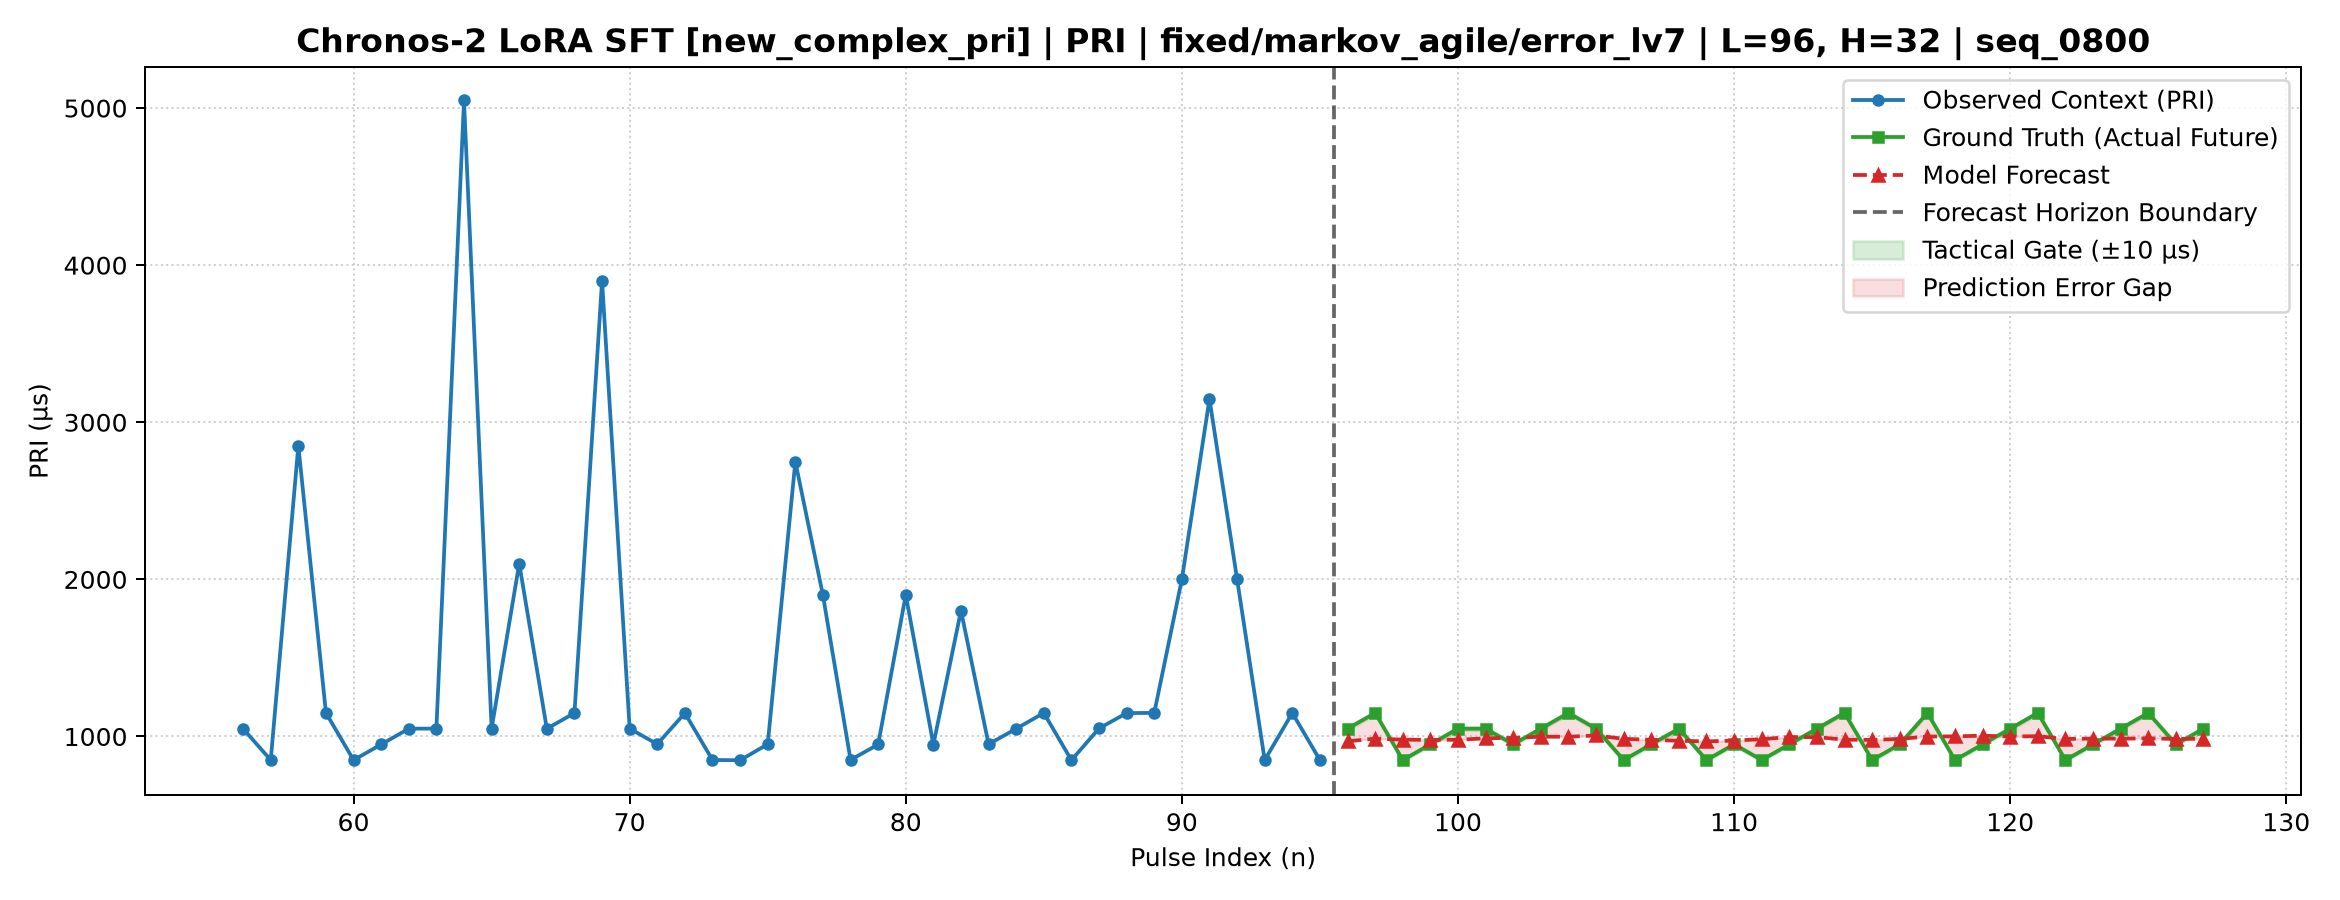 Chronos-2 LoRA SFT [new_complex_pri] | PRI | fixed/markov_agile/error_lv7 | L=96, H=32 | seq_0800
Observed Context (PRI)
Ground Truth (Actual Future)
Model Forecast
Forecast Horizon Boundary
Tactical Gate (±10 µs)
Prediction Error Gap
PRI (µs)
5000
4000
3000
2000
1000
60 70 80 90 100 110 120 130
Pulse Index (n)